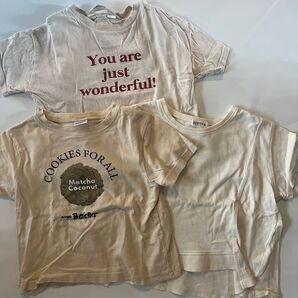 You are
just
wonderful!
COOKIES FOR ALL
Matcha
Coconut